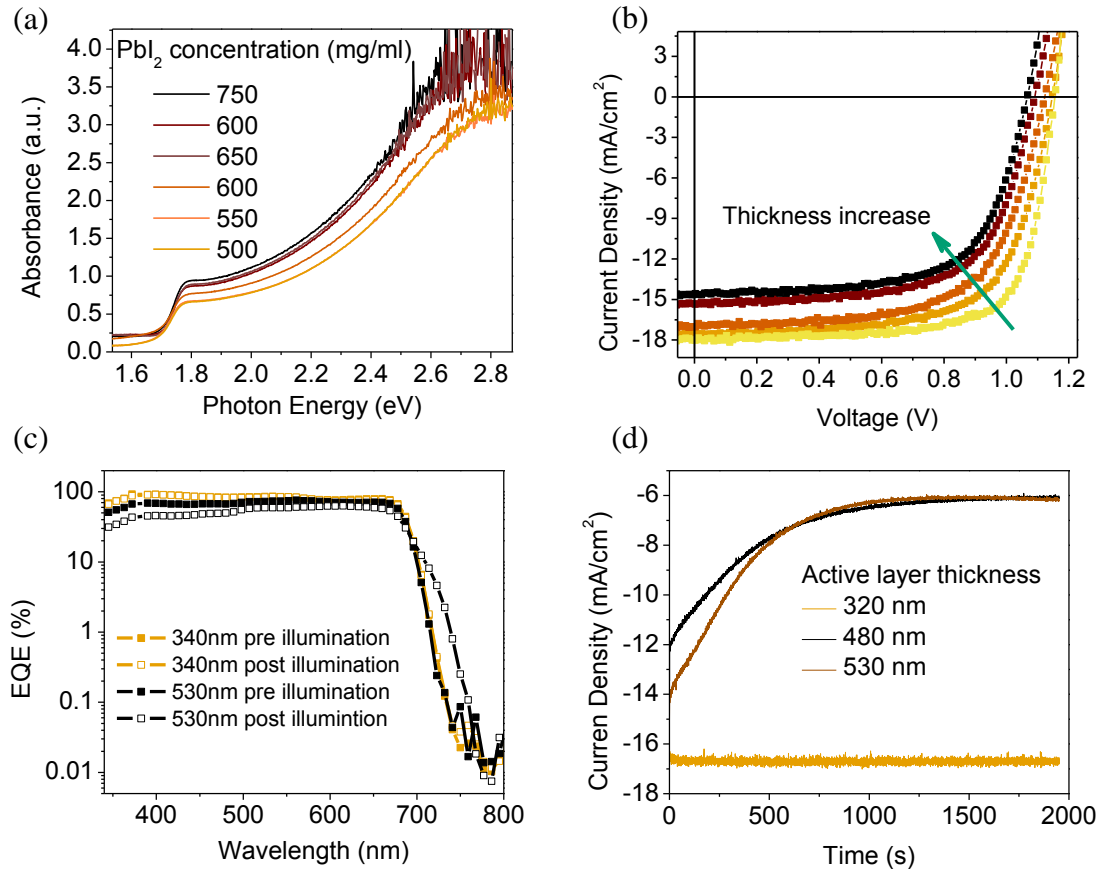 (a)
PbI2 concentration (mg/ml)
750
600
650
600
550
500
4.0
3.5
3.0
2.5
2.0
1.5
1.0
0.5
0.0
Absorbance (a.u.)
1.6 1.8 2.0 2.2 2.4 2.6 2.8
Photon Energy (eV)
(b)
3
0
-3
-6
-9
-12
-15
-18
Current Density (mA/cm2)
Thickness increase
0.0 0.2 0.4 0.6 0.8 1.0 1.2
Voltage (V)
(c)
100
10
1
0.1
0.01
EQE (%)
340nm pre illumination
340nm post illumination
530nm pre illumination
530nm post illumintion
400 500 600 700 800
Wavelength (nm)
(d)
-6
-8
-10
-12
-14
-16
-18
Curren Density (mA/cm2)
Active layer thickness
320 nm
480 nm
530 nm
0 500 1000 1500 2000
Time (s)